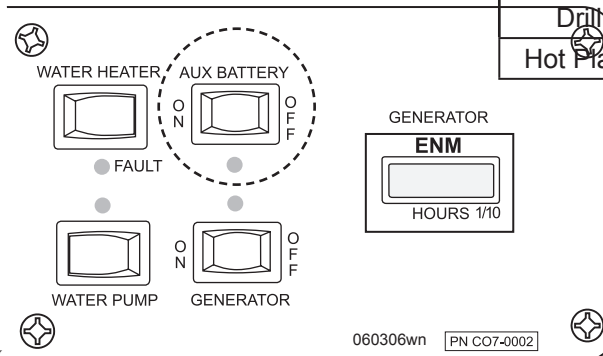 Drill
Hot Pla
WATER HEATER
AUX BATTERY
ON
OFF
FAULT
GENERATOR
ENM
HOURS 1/10
ON
OFF
WATER PUMP
GENERATOR
060306wn
PN CO7-0002